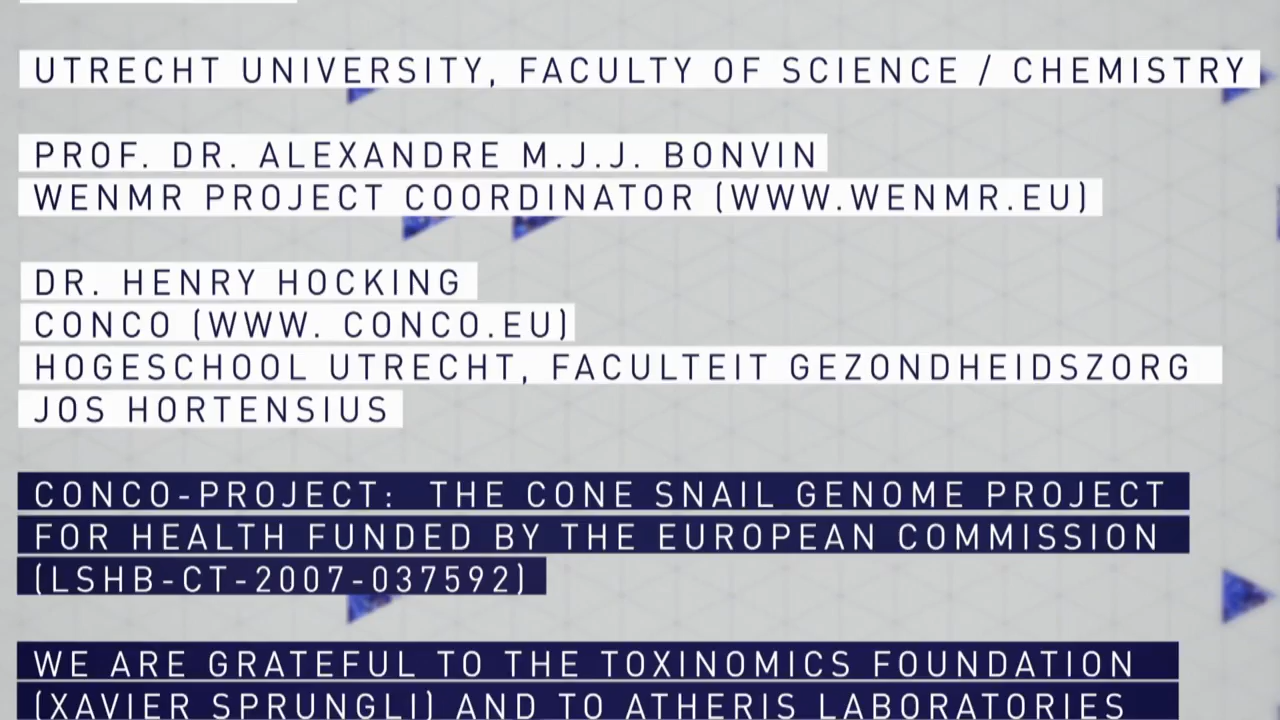 UTRECHT UNIVERSITY, FACULTY OF SCIENCE / CHEMISTRY
PROF. DR. ALEXANDRE M.J.J. BONVIN
WENMR PROJECT COORDINATOR (WWW.WENMR.EU)
DR. HENRY HOCKING
CONCO (WWW. CONCO.EU)
HOGESCHOOL UTRECHT, FACULTEIT GEZONDHEIDSZORG
JOS HORTENSIUS
CONCO-PROJECT: THE CONE SNAIL GENOME PROJECT
FOR HEALTH FUNDED BY THE EUROPEAN COMMISSION
(LSHB-CT-2007-037592)
WE ARE GRATEFUL TO THE TOXINOMICS FOUNDATION
(XAVIER SPRUNGLI) AND TO ATHERIS LABORATORIES